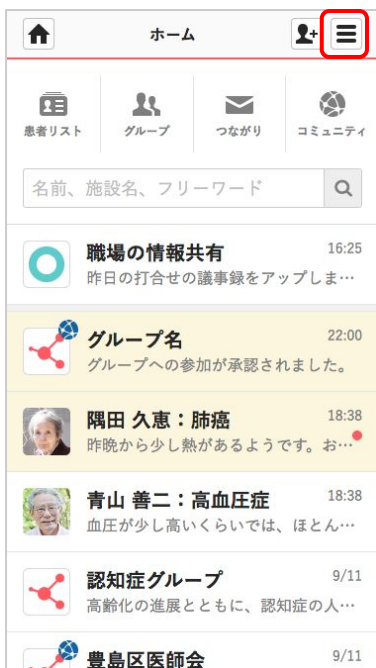 ホーム
患者リスト
グループ
つながり
コミュニティ
名前、施設名、フリーワード
職場の情報共有 16:25
昨日の打合せの議事録をアップしま…
グループ名 22:00
グループへの参加が承認されました。
隅田 久恵：肺癌 18:38
昨晩から少し熱があるようです。お…
青山 善二：高血圧症 18:38
血圧が少し高いくらいでは、ほとん…
認知症グループ 9/11
高齢化の進展とともに、認知症の人…
豊島区医師会 9/11